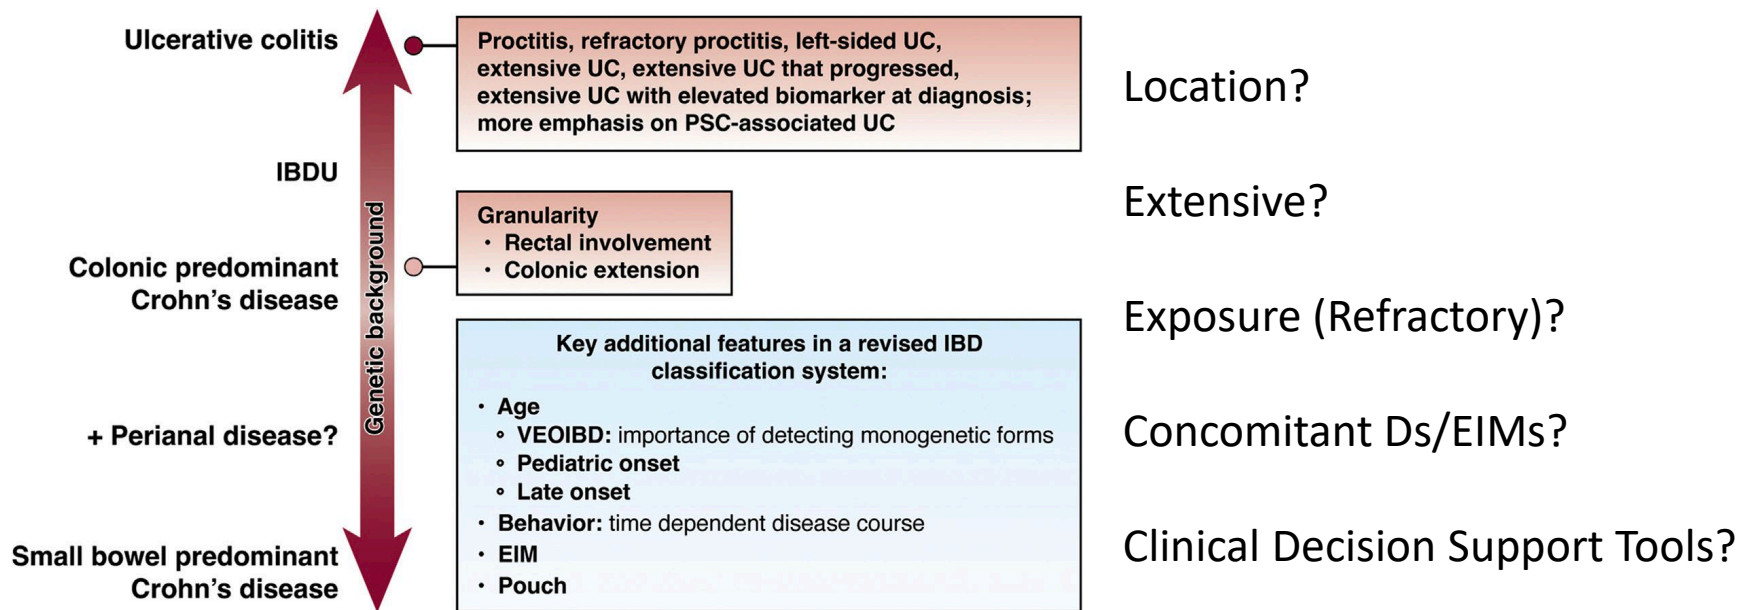 Ulcerative colitis
IBDU
Colonic predominant
Crohn's disease
+ Perianal disease?
Small bowel predominant
Crohn's disease
Genetic background
Proctitis, refractory proctitis, left-sided UC,
extensive UC, extensive UC that progressed,
extensive UC with elevated biomarker at diagnosis;
more emphasis on PSC-associated UC
Granularity
• Rectal involvement
• Colonic extension
Key additional features in a revised IBD
classification system:
• Age
∘ VEOIBD: importance of detecting monogenetic forms
∘ Pediatric onset
∘ Late onset
• Behavior: time dependent disease course
• EIM
• Pouch
Location?
Extensive?
Exposure (Refractory)?
Concomitant Ds/EIMs?
Clinical Decision Support Tools?